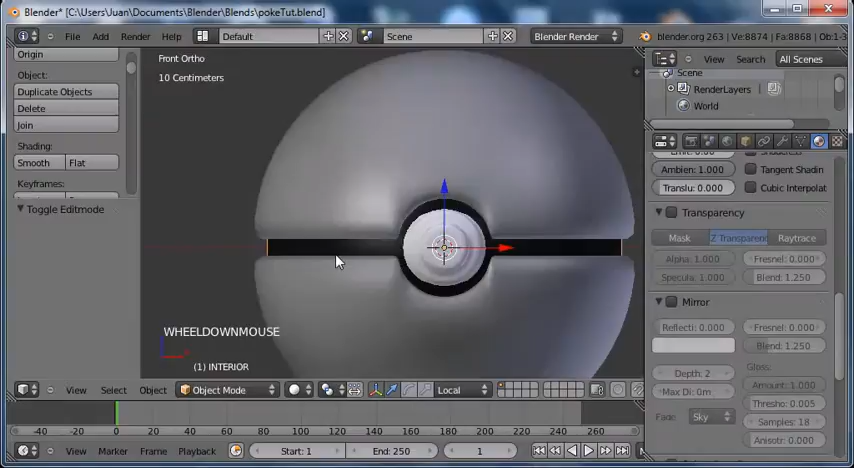 Blender* [C:\Users\Juan\Documents\Blender\Blends\pokeTut.blend]
File Add Render Help Default Scene Blender Render blender.org 263 | Ve:8874 | Fa:8868 | Ob:1-3
Origin
Object:
Duplicate Objects
Delete
Join
Shading:
Smooth Flat
Keyframes:
Toggle Editmode
Front Ortho
10 Centimeters
WHEELDOWNMOUSE
(1) INTERIOR
View Search All Scenes
Scene
RenderLayers
World
Ambien: 1.000 Tangent Shadin
Translu: 0.000 Cubic Interpolat
Transparency
Mask Z Transparenc Raytrace
Alpha: 1.000 Fresnel: 0.000
Specula: 1.000 Blend: 1.250
Mirror
Reflecti: 0.000 Fresnel: 0.000
Blend: 1.250
Depth: 2 Gloss:
Max Di: 0m Amount: 1.000
Fade Sky Thresho: 0.005
Samples: 18
Anisotr: 0.000
View Select Object Object Mode Local
-40 -20 0 20 40 60 80 100 120 140 160 180 200 220 240 260
View Marker Frame Playback Start: 1 End: 250 1